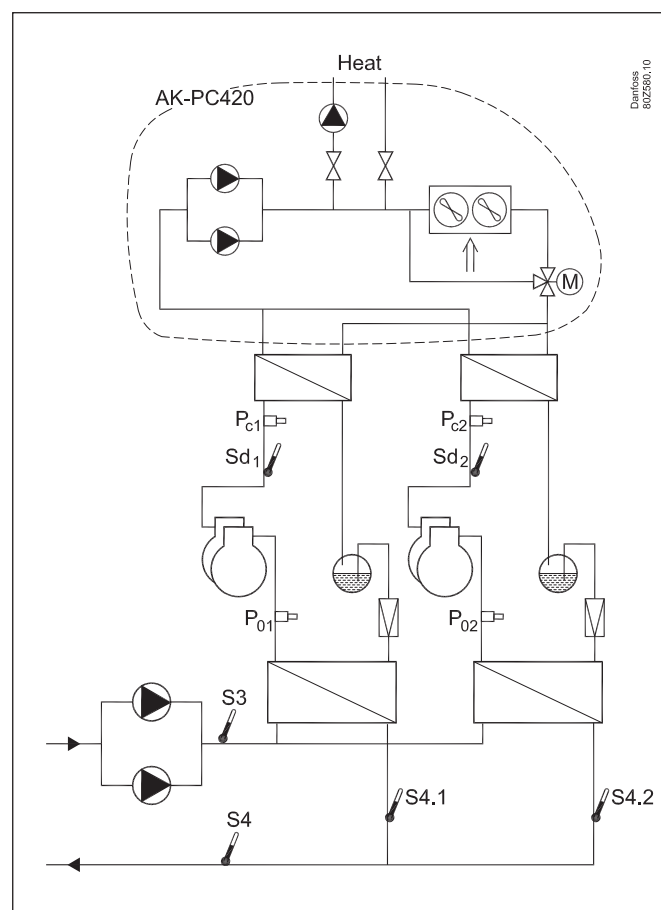 Heat
AK-PC420
Danfoss
80Z580.10
M
Pc1
Pc2
Sd1
Sd2
P01
P02
S3
S4.1
S4.2
S4